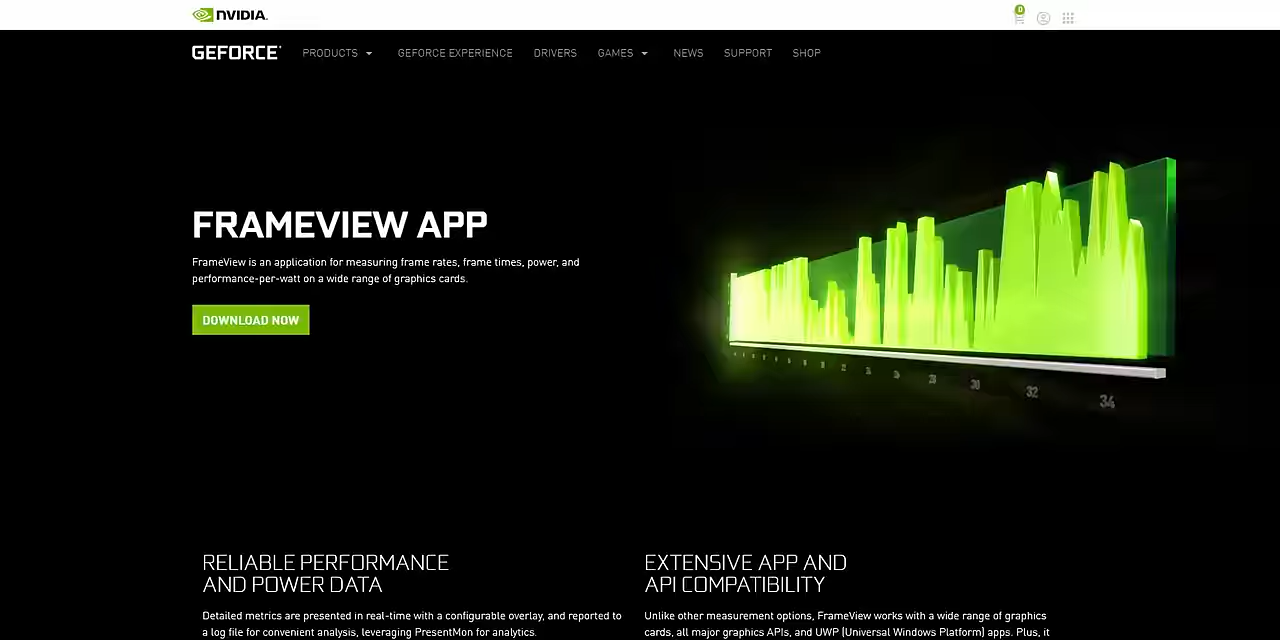 NVIDIA.
0
GEFORCE
PRODUCTS
GEFORCE EXPERIENCE
DRIVERS
GAMES
NEWS
SUPPORT
SHOP
FRAMEVIEW APP
FrameView is an application for measuring frame rates, frame times, power, and
performance-per-watt on a wide range of graphics cards.
DOWNLOAD NOW
30
32
34
RELIABLE PERFORMANCE
AND POWER DATA
Detailed metrics are presented in real-time with a configurable overlay, and reported to
a log file for convenient analysis, leveraging PresentMon for analytics.
EXTENSIVE APP AND
API COMPATIBILITY
Unlike other measurement options, FrameView works with a wide range of graphics
cards, all major graphics APIs, and UWP (Universal Windows Platform) apps. Plus, it